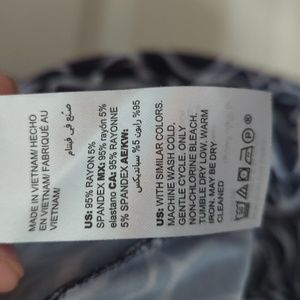 صنع في فيتنام
MADE IN VIETNAM/ HECHO
EN VIETNAM/ FABRIQUÉ AU
VIETNAM/
US: 95% RAYON 5%
SPANDEX MX: 95% rayón 5%
elastano CA: 95% RAYONNE
5% SPANDEX AE/KW:
95% رايون 5% سباندكس
US: WITH SIMILAR COLORS.
MACHINE WASH COLD.
GENTLE CYCLE. ONLY
NON-CHLORINE BLEACH.
TUMBLE DRY LOW. WARM
IRON. MAY BE DRY
CLEANED